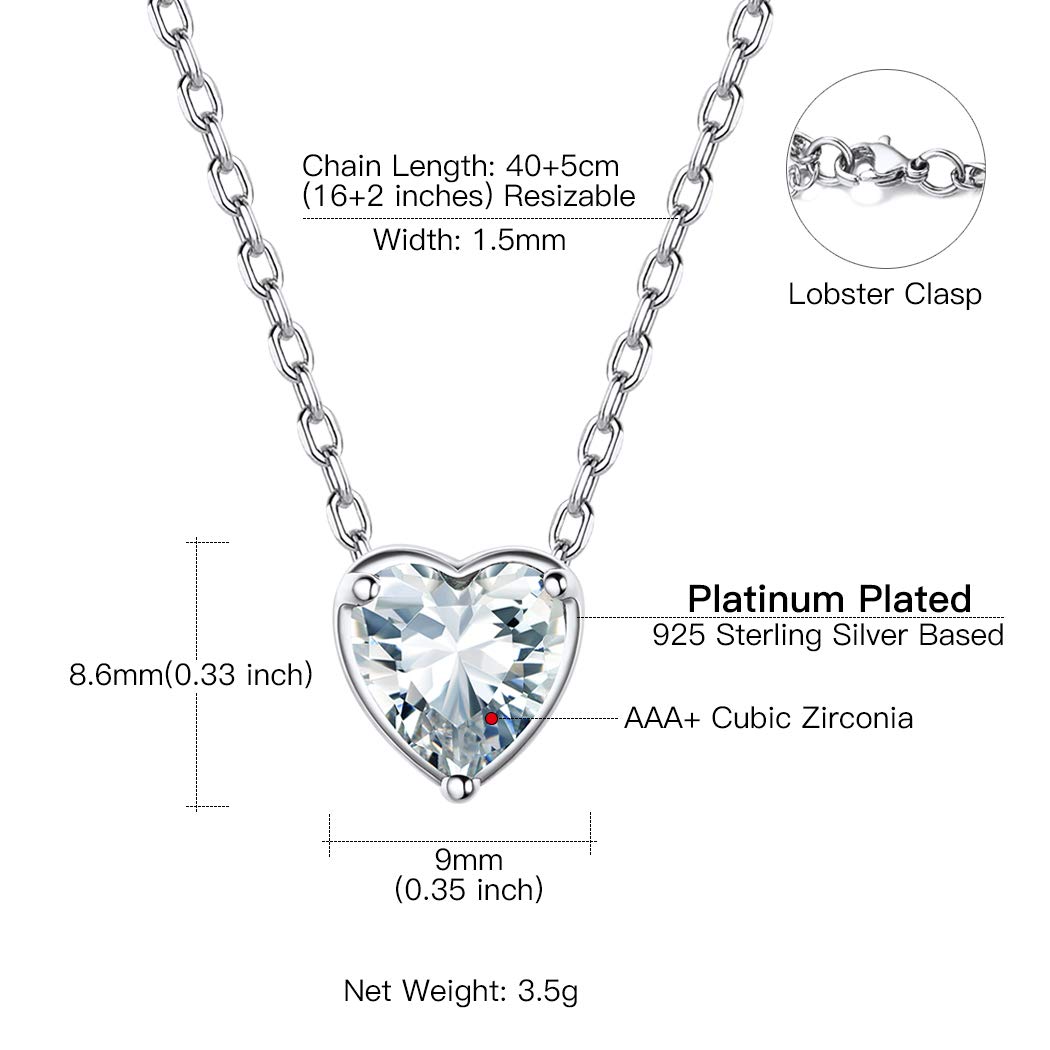 Chain Length: 40+5cm
(16+2 inches) Resizable
Width: 1.5mm
Lobster Clasp
Platinum Plated
925 Sterling Silver Based
8.6mm(0.33 inch)
AAA+ Cubic Zirconia
9mm
(0.35 inch)
Net Weight: 3.5g